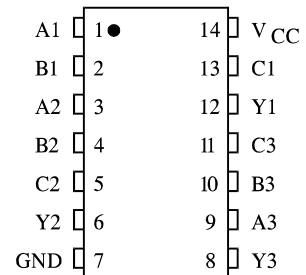 A1 1 14 VCC
B1 2 13 C1
A2 3 12 Y1
B2 4 11 C3
C2 5 10 B3
Y2 6 9 A3
GND 7 8 Y3